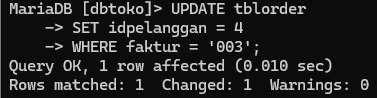 MariaDB [dbtoko]> UPDATE tblorder
    -> SET idpelanggan = 4
    -> WHERE faktur = '003';
Query OK, 1 row affected (0.010 sec)
Rows matched: 1  Changed: 1  Warnings: 0